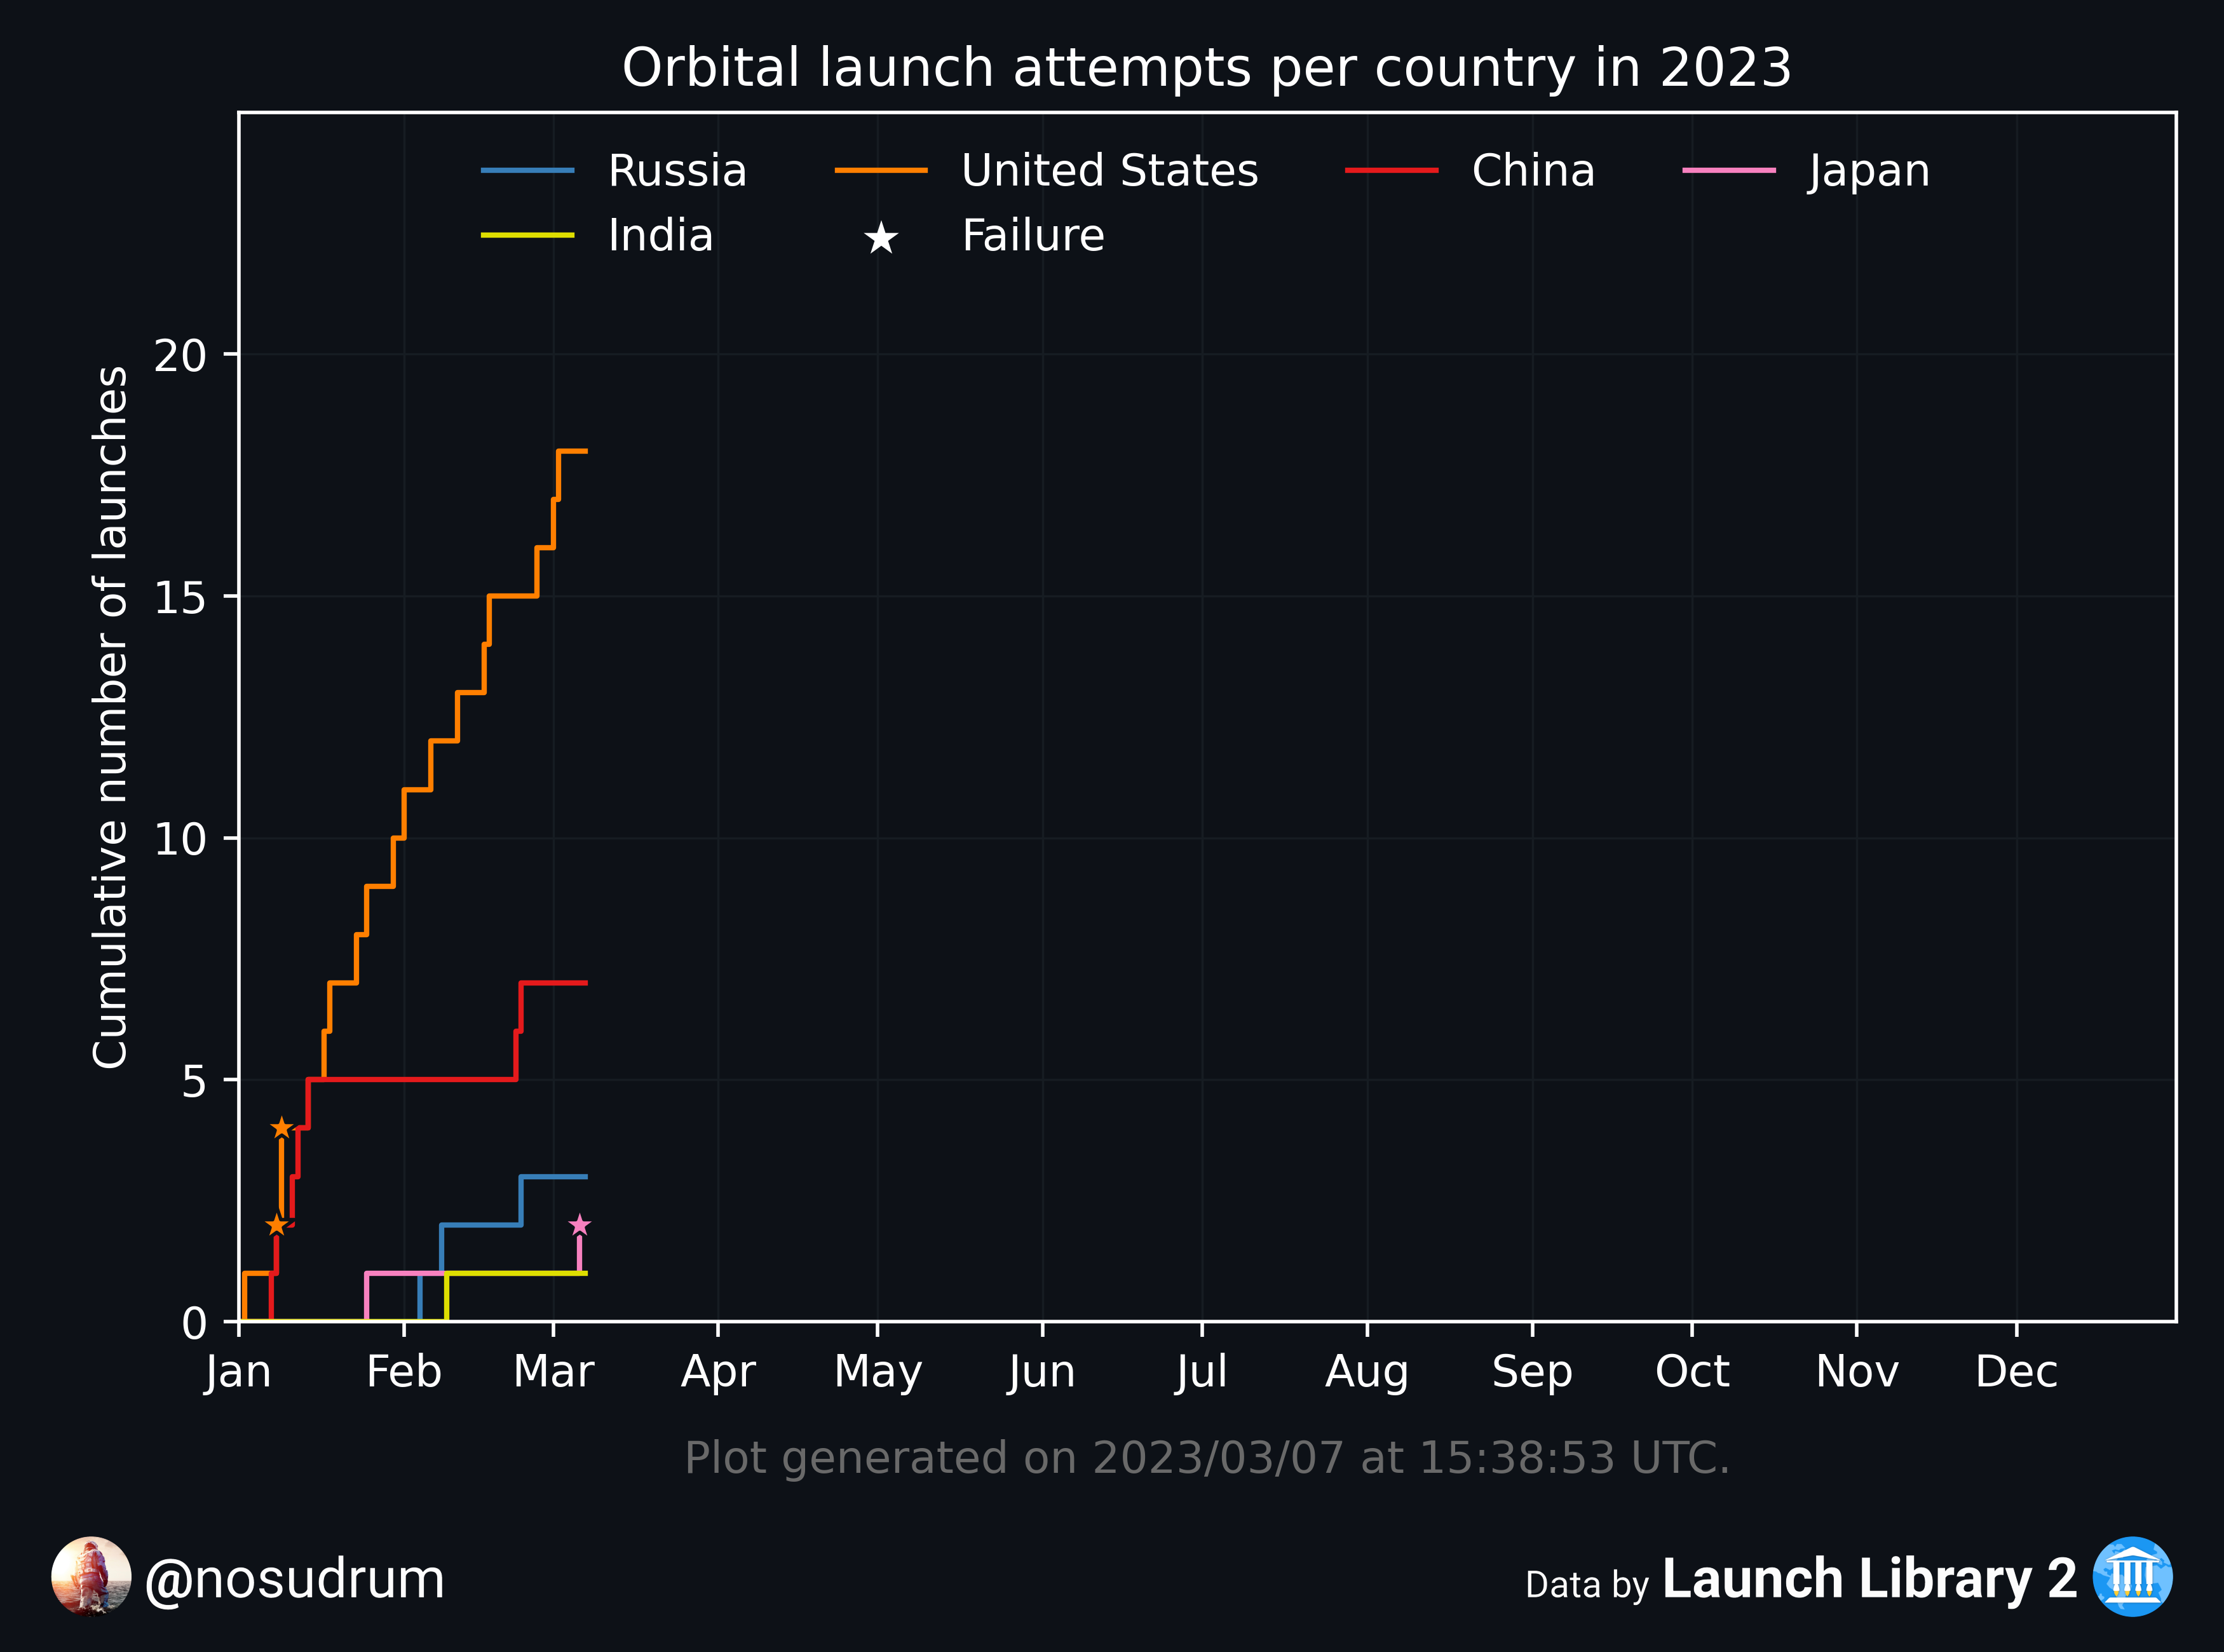 Orbital launch attempts per country in 2023
Russia United States China Japan
India Failure
Cumulative number of launches
20
15
10
5
0
Jan Feb Mar Apr May Jun Jul Aug Sep Oct Nov Dec
Plot generated on 2023/03/07 at 15:38:53 UTC.
@nosudrum
Data by Launch Library 2